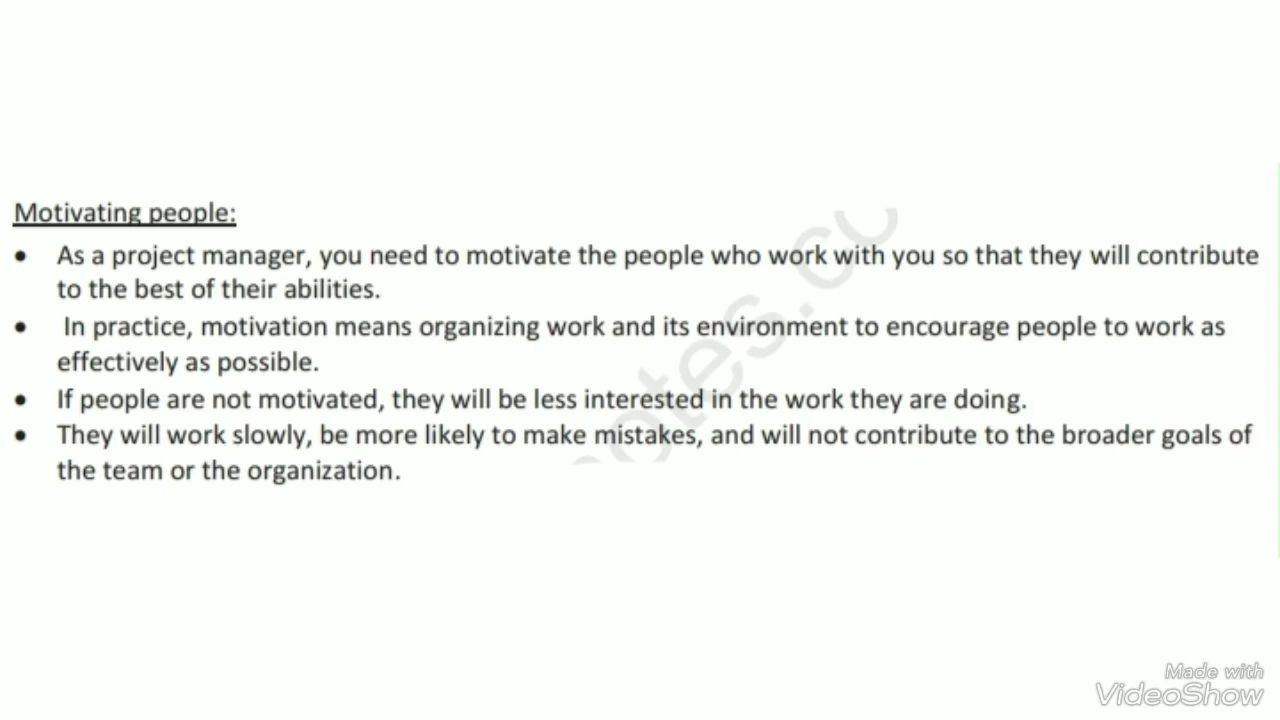 Motivating people:
• As a project manager, you need to motivate the people who work with you so that they will contribute
to the best of their abilities.
• In practice, motivation means organizing work and its environment to encourage people to work as
effectively as possible.
• If people are not motivated, they will be less interested in the work they are doing.
• They will work slowly, be more likely to make mistakes, and will not contribute to the broader goals of
the team or the organization.
Made with
VideoShow